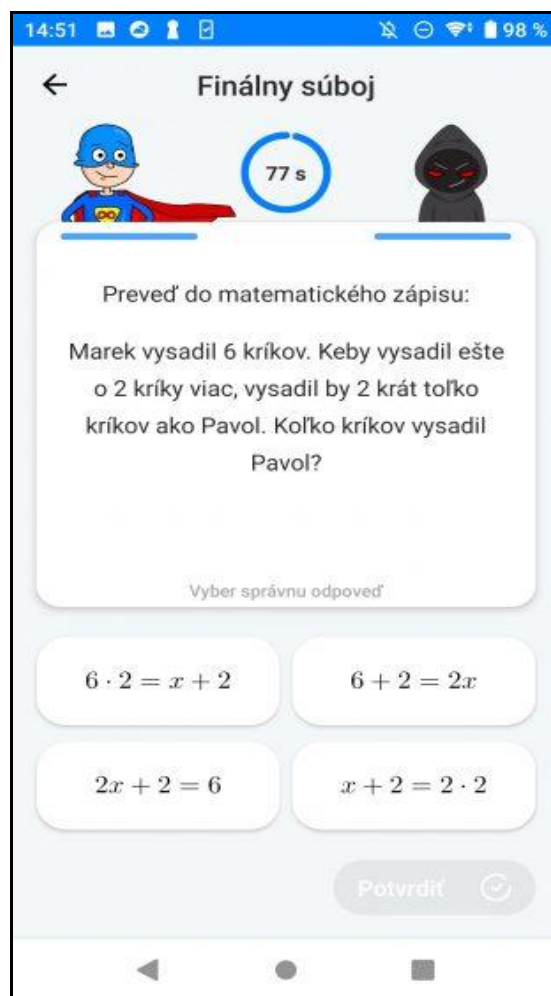 14:51 98 %
Finálny súboj
77 s
Preveď do matematického zápisu:
Marek vysadil 6 kríkov. Keby vysadil ešte
o 2 kríky viac, vysadil by 2 krát toľko
kríkov ako Pavol. Koľko kríkov vysadil
Pavol?
Vyber správnu odpoveď
6 · 2 = x + 2
6 + 2 = 2x
2x + 2 = 6
x + 2 = 2 · 2
Potvrdiť